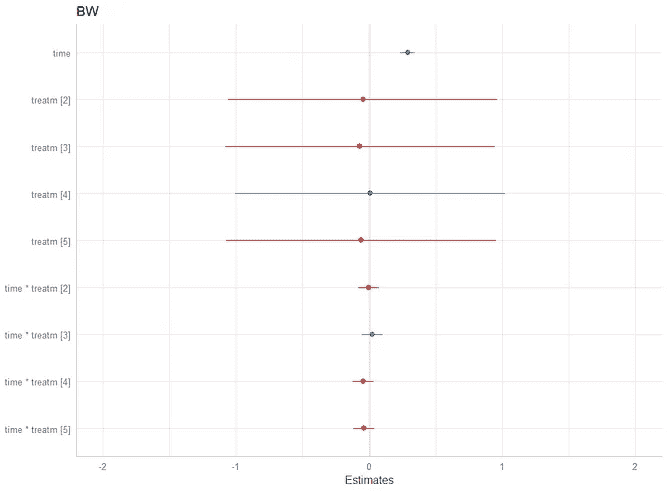 BW
time
treatm [2]
treatm [3]
treatm [4]
treatm [5]
time * treatm [2]
time * treatm [3]
time * treatm [4]
time * treatm [5]
-2 -1 0 1 2
Estimates